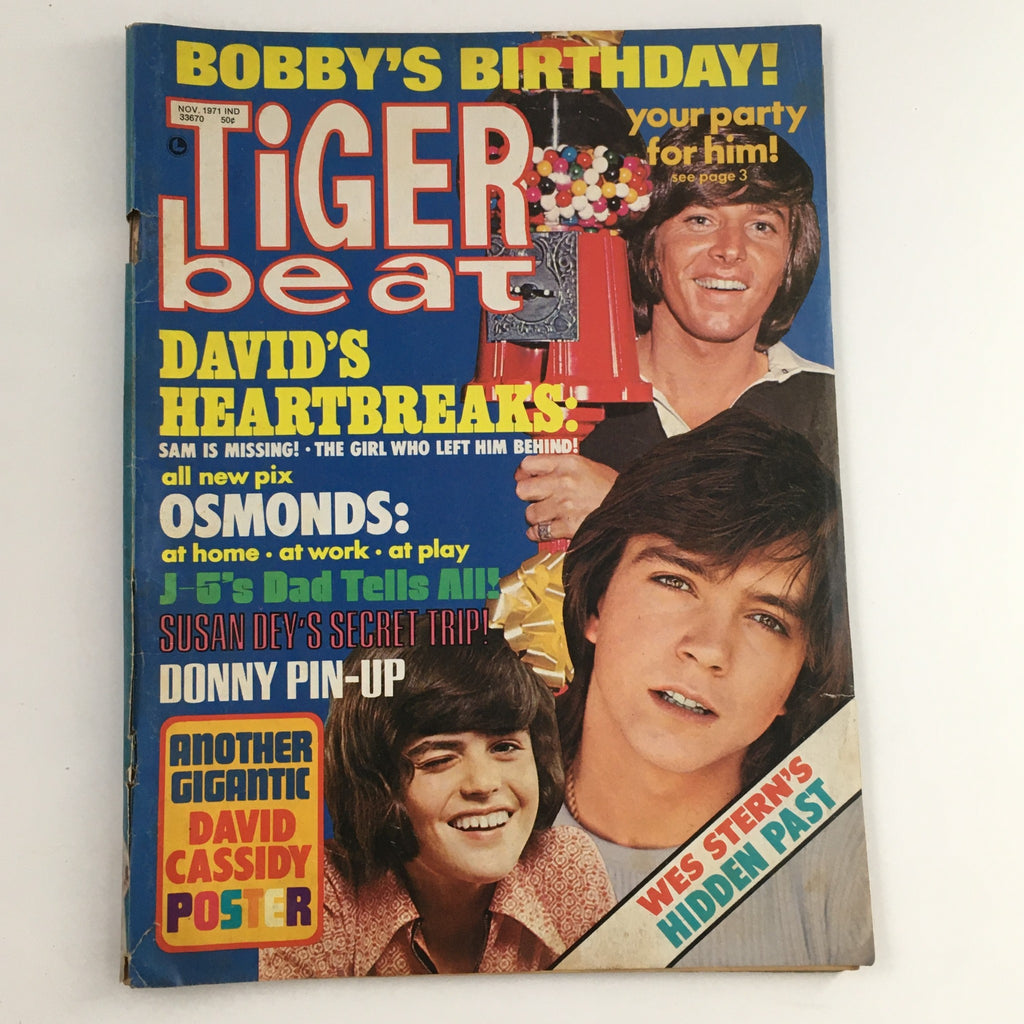 BOBBY'S BIRTHDAY!
your party
for him!
see page 3
NOV. 1971 IND
33670 50¢
TiGER
beat
DAVID'S
HEARTBREAKS:
SAM IS MISSING! • THE GIRL WHO LEFT HIM BEHIND!
all new pix
OSMONDS:
at home • at work • at play
J-5's Dad Tells All!
SUSAN DEY'S SECRET TRIP!
DONNY PIN-UP
ANOTHER
GIGANTIC
DAVID
CASSIDY
POSTER
WES STERN'S
HIDDEN PAST